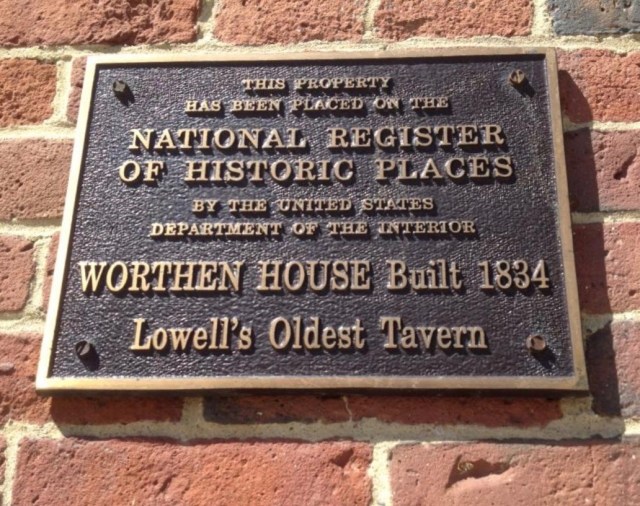 THIS PROPERTY
HAS BEEN PLACED ON THE
NATIONAL REGISTER
OF HISTORIC PLACES
BY THE UNITED STATES
DEPARTMENT OF THE INTERIOR
WORTHEN HOUSE Built 1834
Lowell's Oldest Tavern